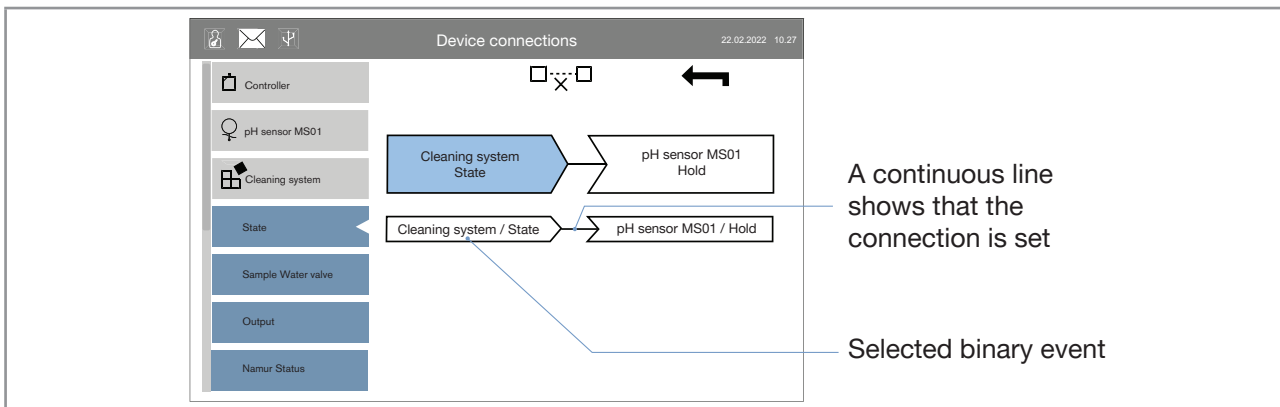 Device connections
22.02.2022 10.27
Controller
pH sensor MS01
Cleaning system
State
Sample Water valve
Output
Namur Status
Cleaning system
State
pH sensor MS01
Hold
Cleaning system / State
pH sensor MS01 / Hold
A continuous line
shows that the
connection is set
Selected binary event